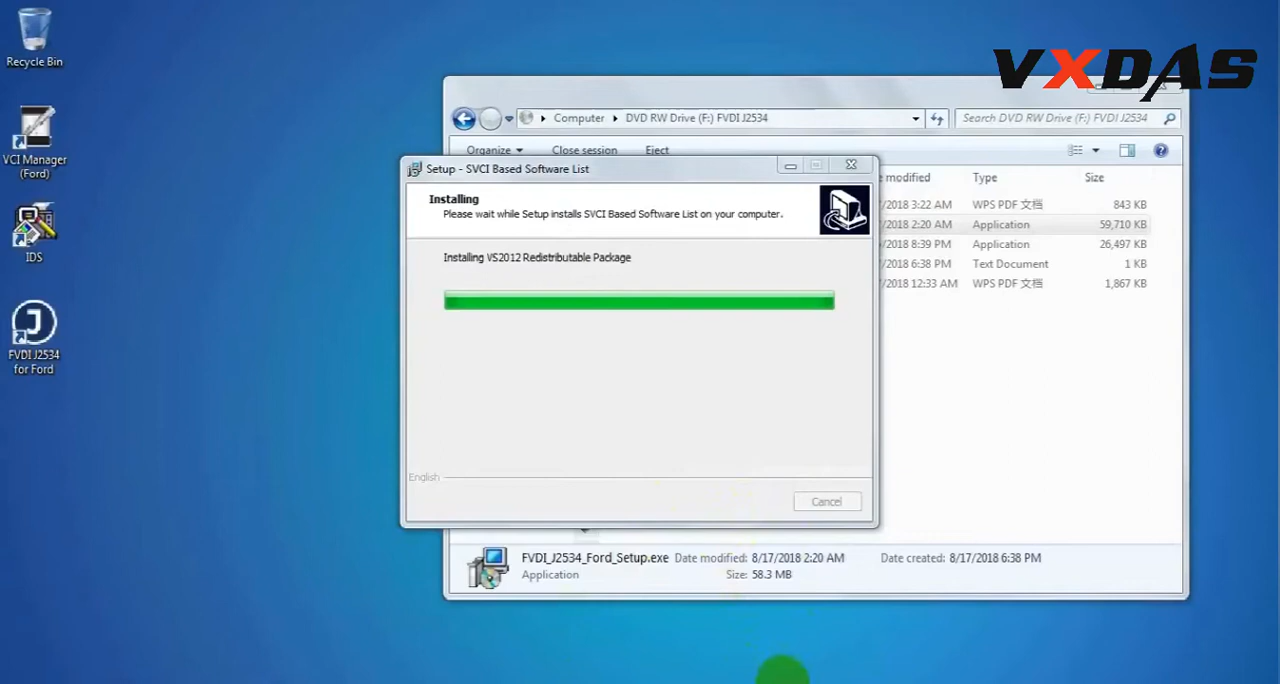 Recycle Bin
VCI Manager
(Ford)
IDS
FVDI J2534
for Ford
VXDAS
Computer DVD RW Drive (F:) FVDI J2534
Search DVD RW Drive (F:) FVDI J2534
Organize Close session Eject
Setup - SVCI Based Software List
Installing
Please wait while Setup installs SVCI Based Software List on your computer.
Installing VS2012 Redistributable Package
English
Cancel
e modified Type Size
/2018 3:22 AM WPS PDF 文档 843 KB
/2018 2:20 AM Application 59,710 KB
/2018 8:39 PM Application 26,497 KB
/2018 6:38 PM Text Document 1 KB
/2018 12:33 AM WPS PDF 文档 1,867 KB
FVDI_J2534_Ford_Setup.exe Date modified: 8/17/2018 2:20 AM Date created: 8/17/2018 6:38 PM
Application Size: 58.3 MB